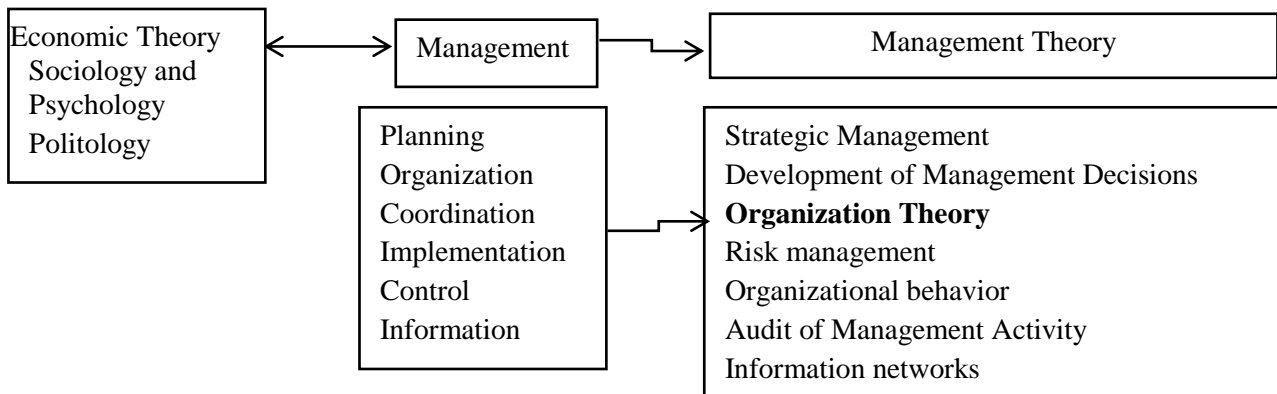 Economic Theory
Sociology and
Psychology
Politology
Management
Management Theory
Planning
Organization
Coordination
Implementation
Control
Information
Strategic Management
Development of Management Decisions
Organization Theory
Risk management
Organizational behavior
Audit of Management Activity
Information networks